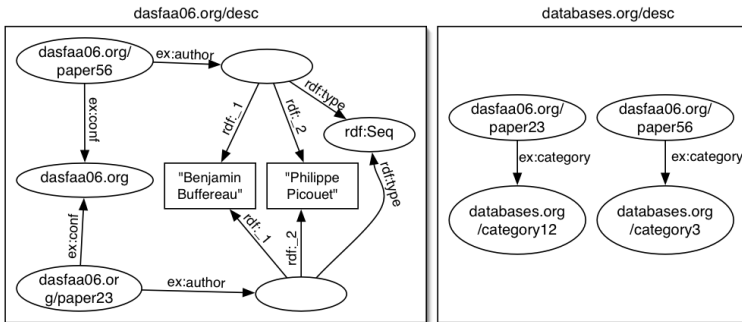 dasfaa06.org/desc
dasfaa06.org/
paper56
ex:author
ex:conf
rdf:_1
rdf:_2
rdf:type
rdf:Seq
dasfaa06.org
"Benjamin
Buffereau"
"Philippe
Picouet"
rdf:type
ex:conf
rdf:_1
rdf:_2
dasfaa06.or
g/paper23
ex:author
databases.org/desc
dasfaa06.org/
paper23
dasfaa06.org/
paper56
ex:category
ex:category
databases.org
/category12
databases.org
/category3